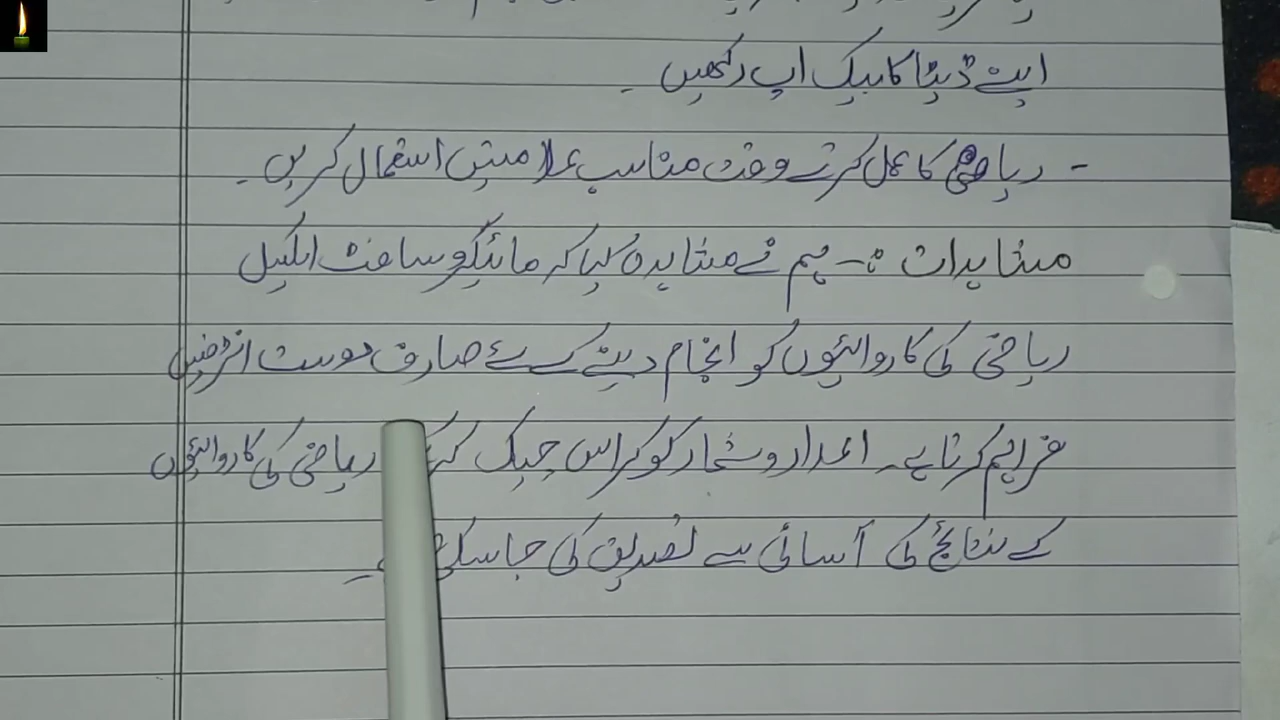 اپنے ڈیٹا کا بیک اپ رکھیں ۔
- ریاضی کا عمل کرتے وقت مناسب علامتیں استعمال کریں ۔
مشاہدات :- ہم نے مشاہدہ کیا کہ مائیکروسافٹ ایکسل
ریاضی کی کاروائیوں کو انجام دینے کے لئے صارف دوست انٹرفیس
فراہم کرتا ہے۔ اعداد و شمار کو کراس چیک کر ریاضی کی کاروائیوں
کے نتائج کی آسانی سے تصدیق کی جا سکتی ۔